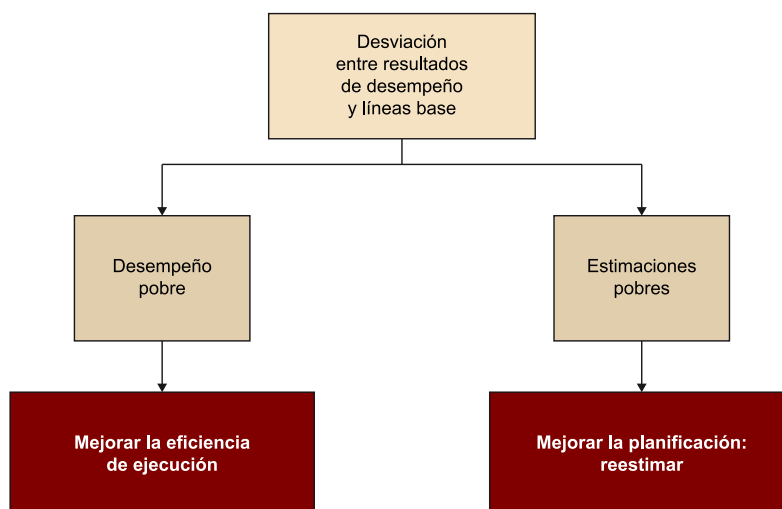 Desviación
entre resultados
de desempeño
y líneas base
Desempeño
pobre
Estimaciones
pobres
Mejorar la eficiencia
de ejecución
Mejorar la planificación:
reestimar